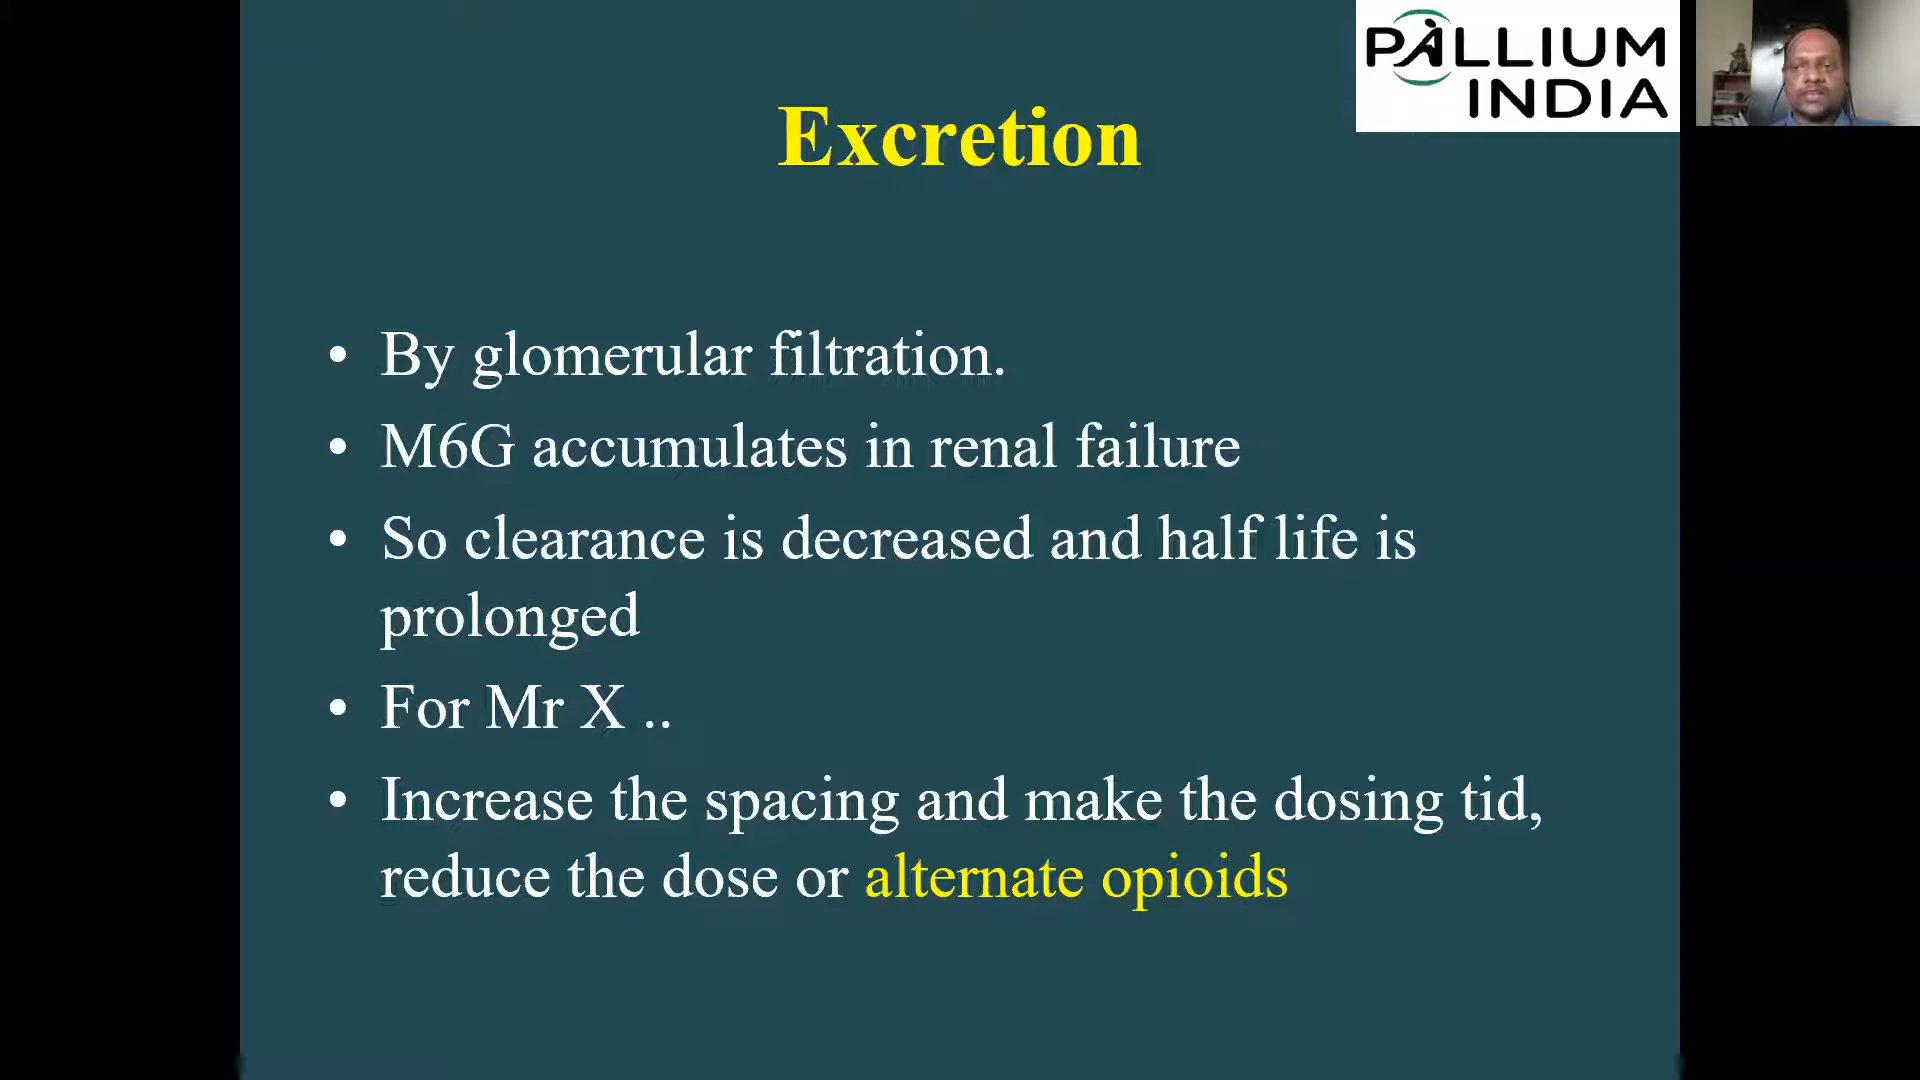 PALLIUM
INDIA
Excretion
• By glomerular filtration.
• M6G accumulates in renal failure
• So clearance is decreased and half life is
prolonged
• For Mr X ..
• Increase the spacing and make the dosing tid,
reduce the dose or alternate opioids